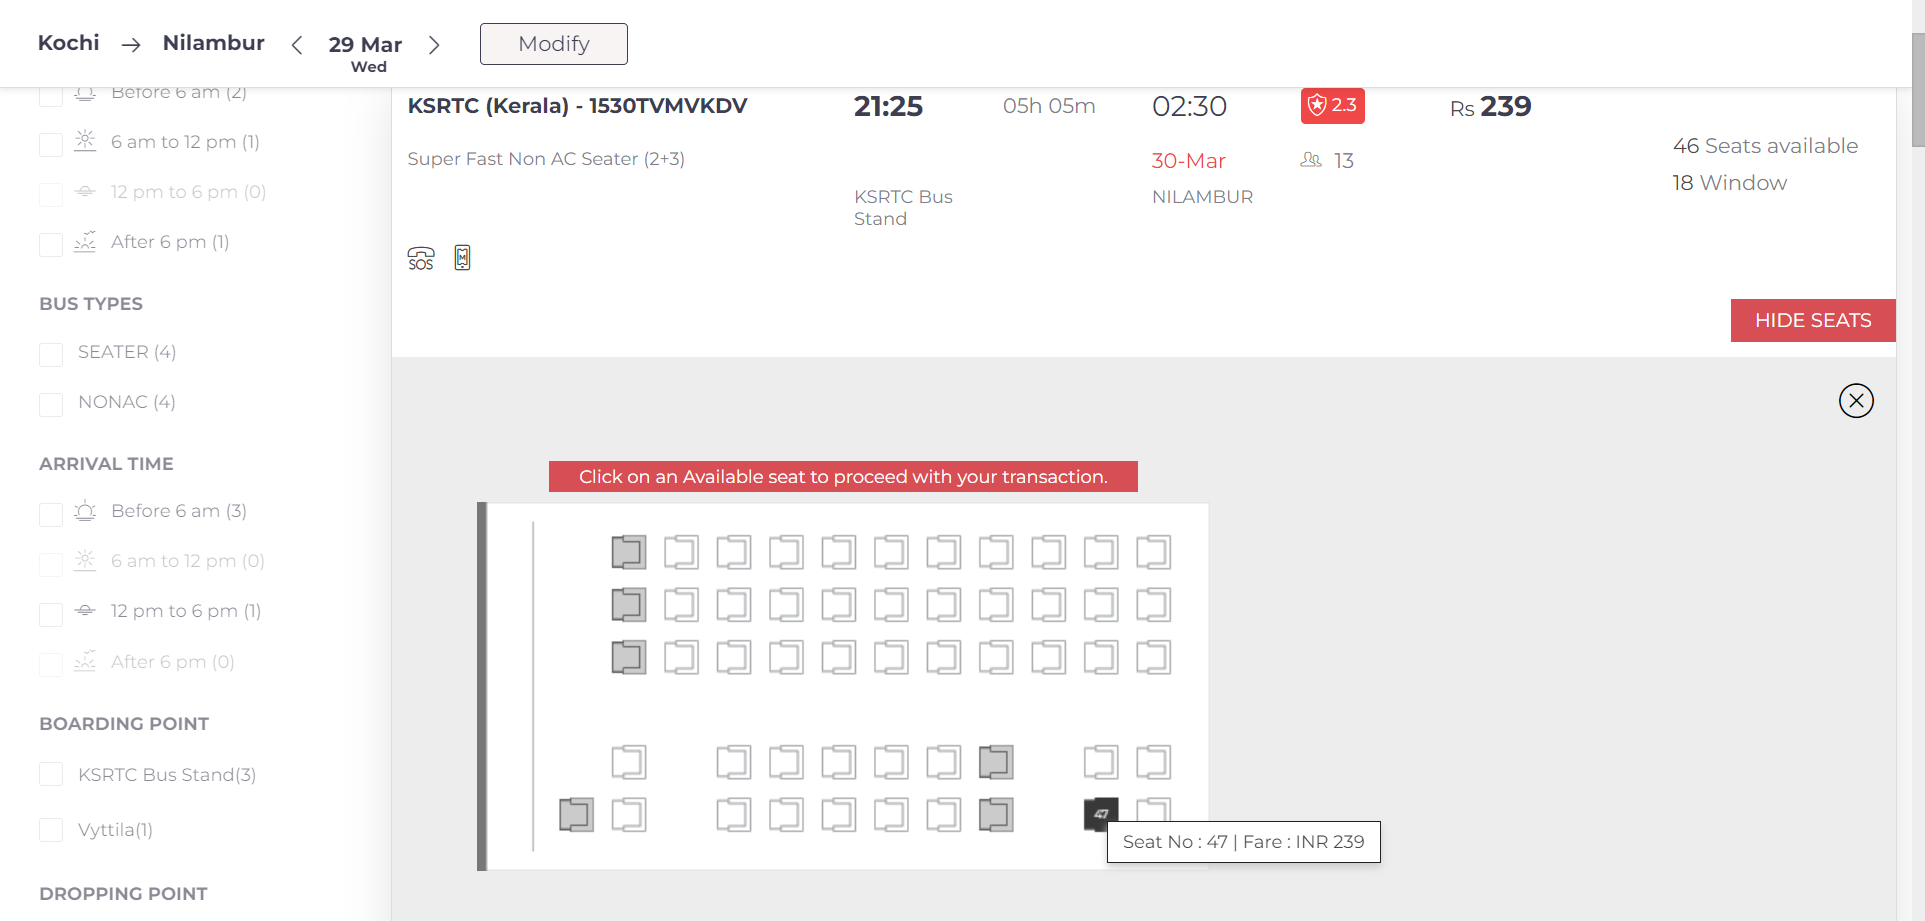 Kochi → Nilambur < 29 Mar > Modify
Wed
Before 6 am (2)
6 am to 12 pm (1)
12 pm to 6 pm (0)
After 6 pm (1)
BUS TYPES
SEATER (4)
NONAC (4)
ARRIVAL TIME
Before 6 am (3)
6 am to 12 pm (0)
12 pm to 6 pm (1)
After 6 pm (0)
BOARDING POINT
KSRTC Bus Stand(3)
Vyttila(1)
DROPPING POINT
KSRTC (Kerala) - 1530TVMVKDV 21:25 05h 05m 02:30 2.3 Rs 239
46 Seats available
Super Fast Non AC Seater (2+3) 30-Mar 13
18 Window
KSRTC Bus Stand NILAMBUR
SOS M
HIDE SEATS
Click on an Available seat to proceed with your transaction.
47
Seat No : 47 | Fare : INR 239